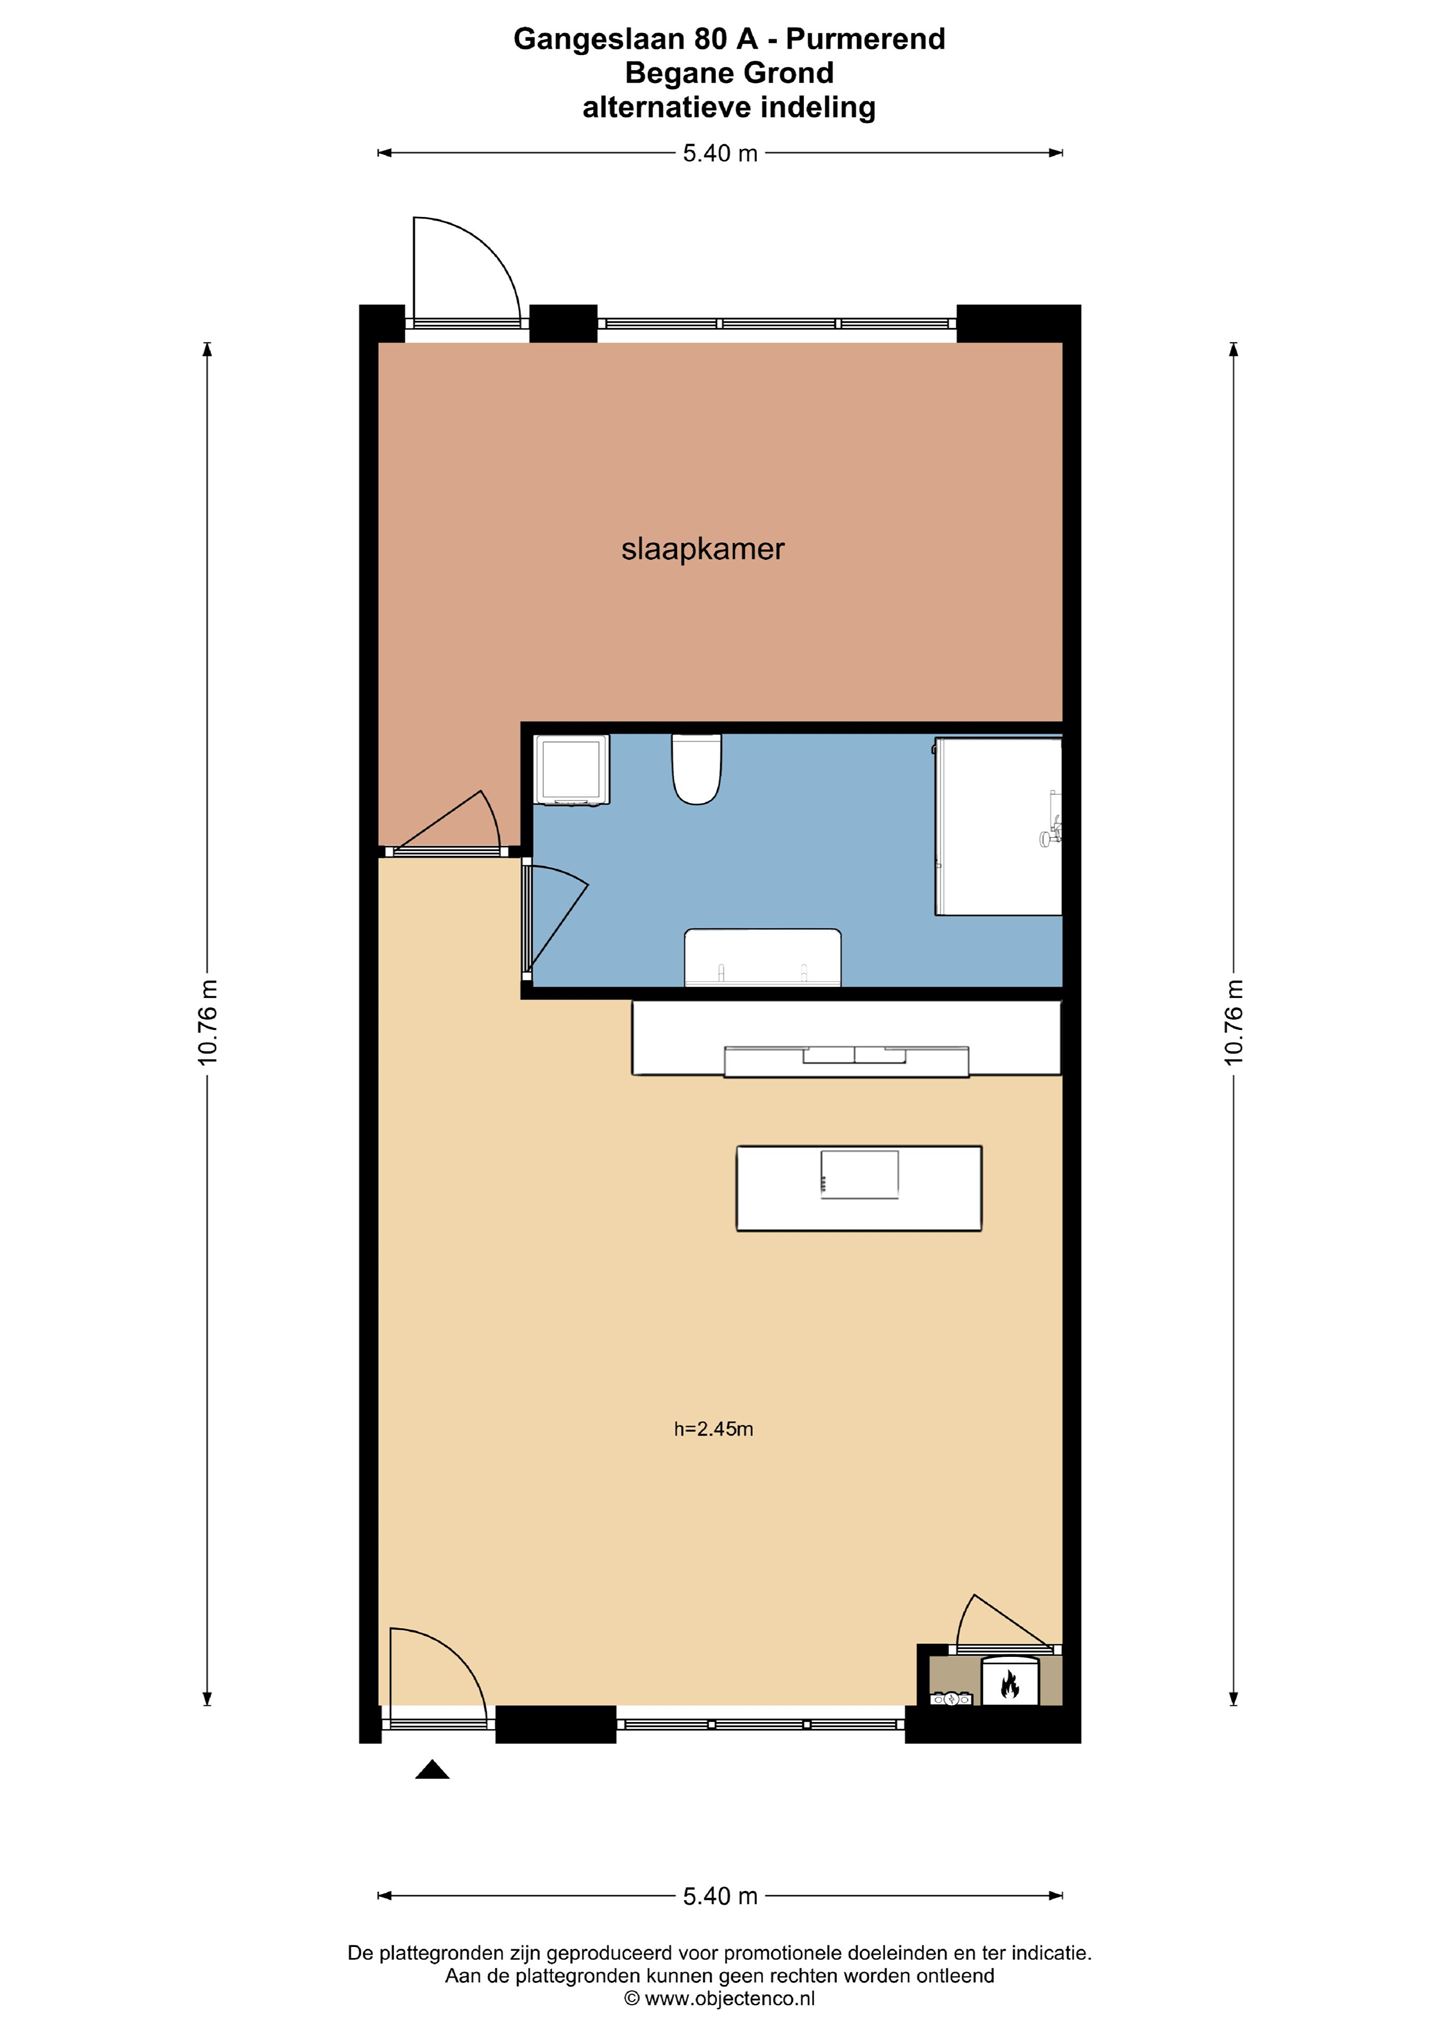 Gangeslaan 80 A - Purmerend
Begane Grond
alternatieve indeling
5.40 m
slaapkamer
10.76 m
10.76 m
h=2.45m
5.40 m
De plattegronden zijn geproduceerd voor promotionele doeleinden en ter indicatie.
Aan de plattegronden kunnen geen rechten worden ontleend
© www.objectenco.nl